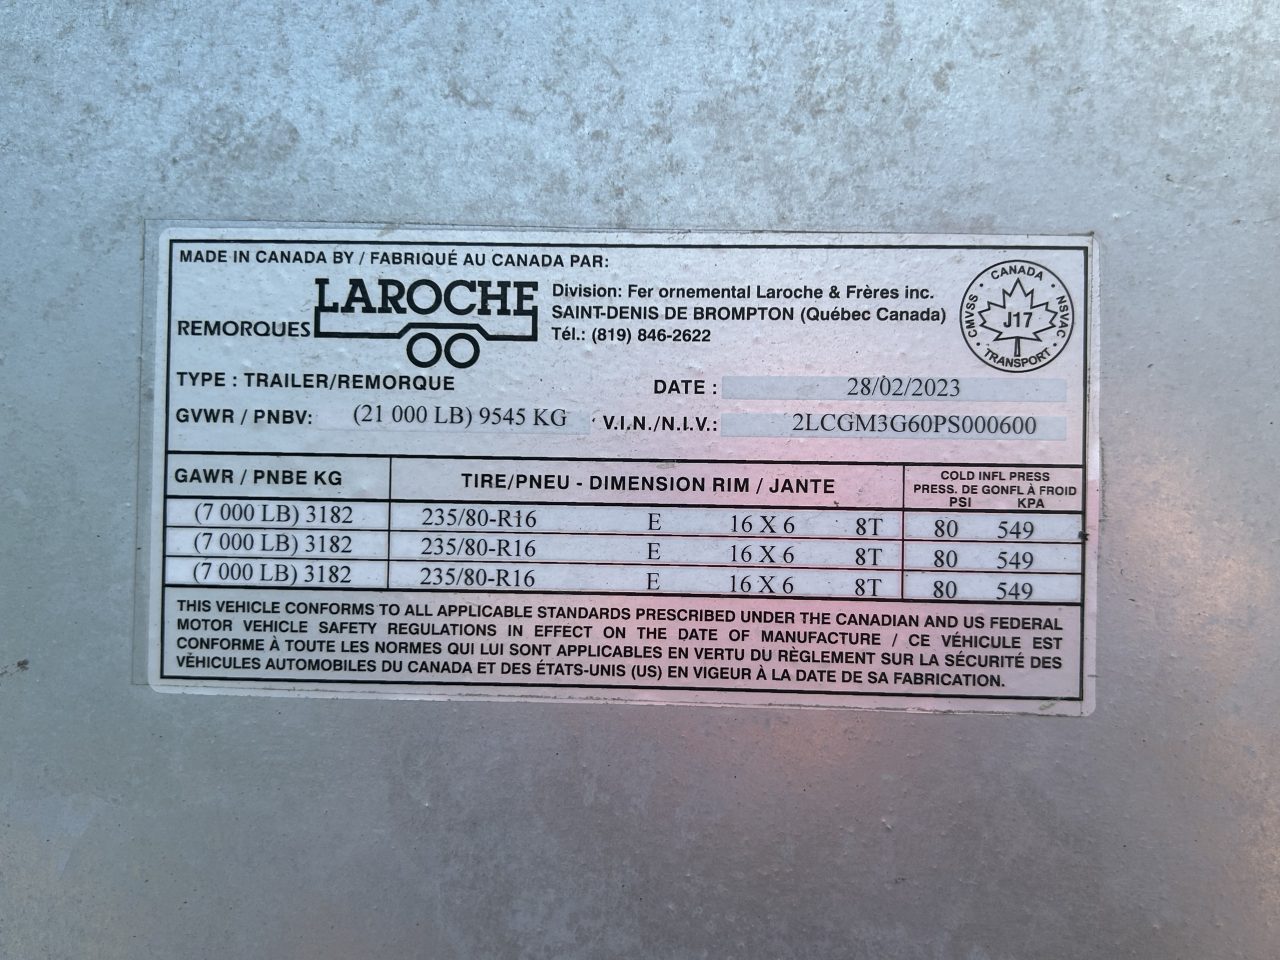 MADE IN CANADA BY / FABRIQUÉ AU CANADA PAR:
REMORQUES LAROCHE
Division: Fer ornemental Laroche & Frères inc.
SAINT-DENIS DE BROMPTON (Québec Canada)
Tél.: (819) 846-2622
CANADA
CMVSS J17 NSVAC
TRANSPORT
TYPE : TRAILER/REMORQUE DATE : 28/02/2023
GVWR / PNBV: (21 000 LB) 9545 KG V.I.N./N.I.V.: 2LCGM3G60PS000600
GAWR / PNBE KG TIRE/PNEU - DIMENSION RIM / JANTE COLD INFL PRESS
PRESS. DE GONFL À FROID
PSI KPA
(7 000 LB) 3182 235/80-R16 E 16 X 6 8T 80 549
(7 000 LB) 3182 235/80-R16 E 16 X 6 8T 80 549
(7 000 LB) 3182 235/80-R16 E 16 X 6 8T 80 549
THIS VEHICLE CONFORMS TO ALL APPLICABLE STANDARDS PRESCRIBED UNDER THE CANADIAN AND US FEDERAL
MOTOR VEHICLE SAFETY REGULATIONS IN EFFECT ON THE DATE OF MANUFACTURE / CE VÉHICULE EST
CONFORME À TOUTE LES NORMES QUI LUI SONT APPLICABLES EN VERTU DU RÈGLEMENT SUR LA SÉCURITÉ DES
VÉHICULES AUTOMOBILES DU CANADA ET DES ÉTATS-UNIS (US) EN VIGEUR À LA DATE DE SA FABRICATION.